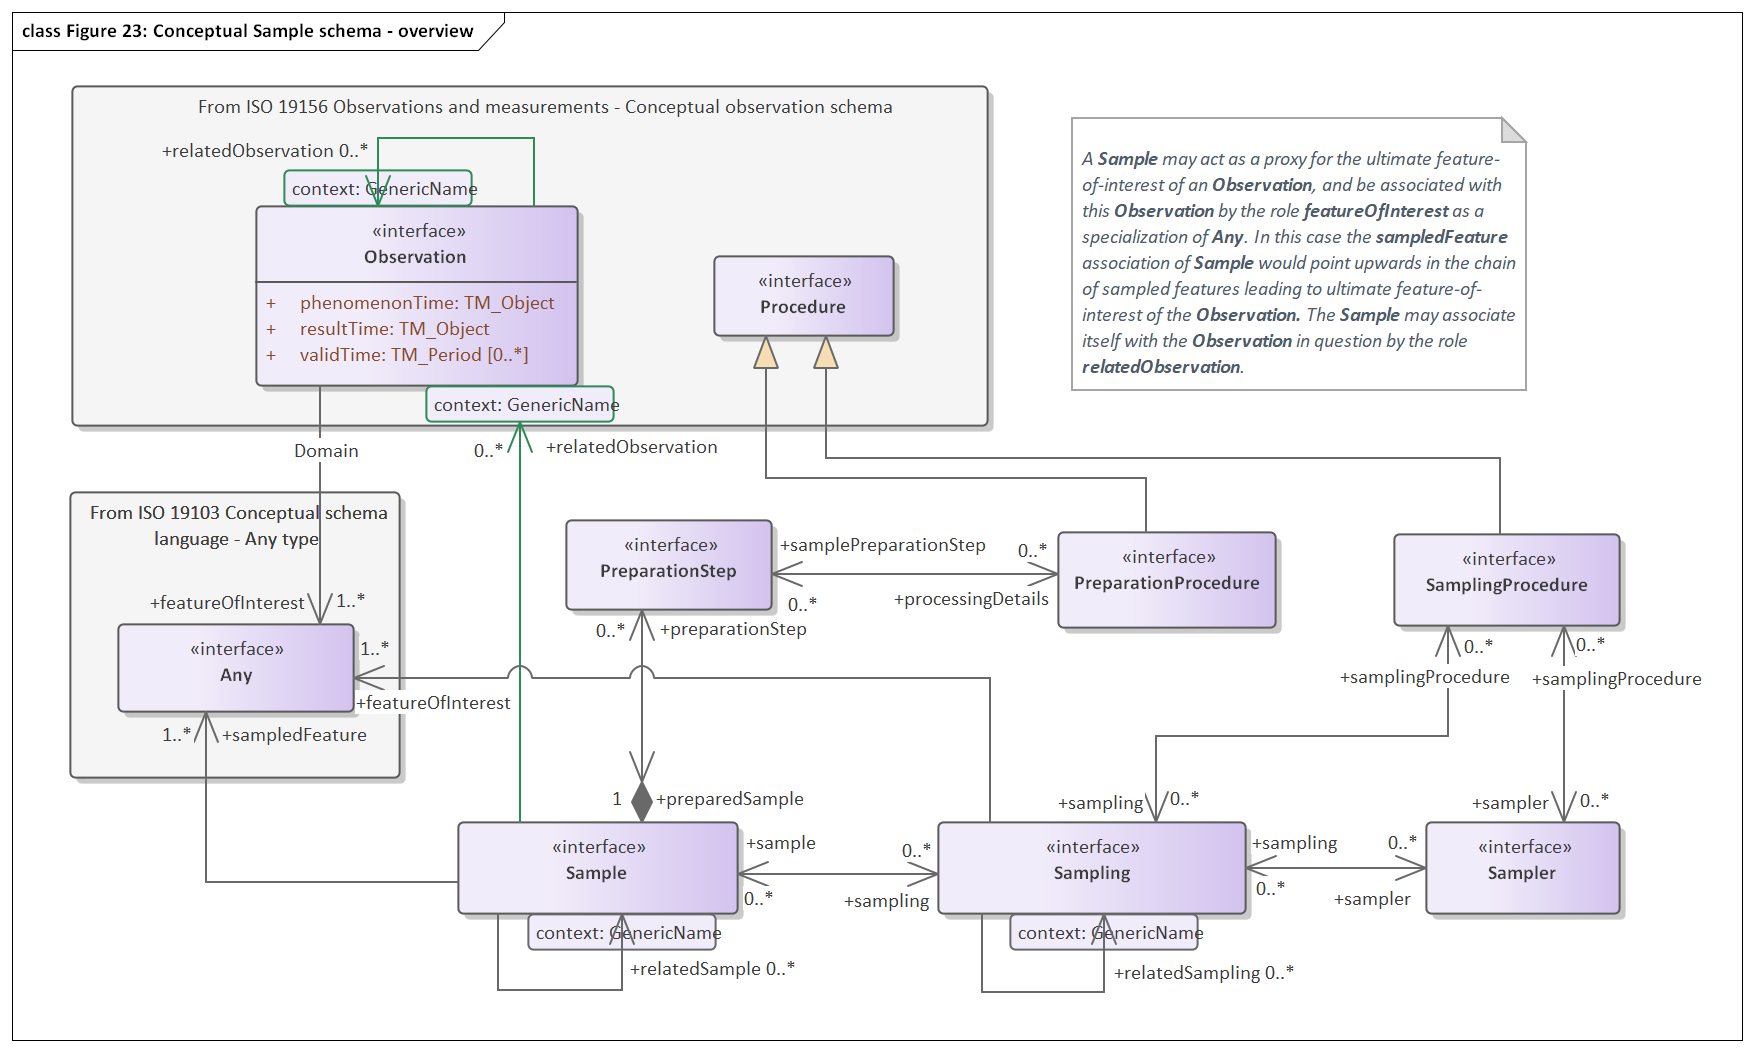 class Figure 23: Conceptual Sample schema - overview
From ISO 19156 Observations and measurements - Conceptual observation schema
+relatedObservation 0..*
context: GenericName
«interface»
Observation
+ phenomenonTime: TM_Object
+ resultTime: TM_Object
+ validTime: TM_Period [0..*]
context: GenericName
«interface»
Procedure
A Sample may act as a proxy for the ultimate feature-
of-interest of an Observation, and be associated with
this Observation by the role featureOfInterest as a
specialization of Any. In this case the sampledFeature
association of Sample would point upwards in the chain
of sampled features leading to ultimate feature-of-
interest of the Observation. The Sample may associate
itself with the Observation in question by the role
relatedObservation.
Domain
0..*
+relatedObservation
From ISO 19103 Conceptual schema
language - Any type
+featureOfInterest
1..*
«interface»
Any
1..*
+featureOfInterest
1..*
+sampledFeature
«interface»
PreparationStep
+samplePreparationStep
0..*
0..*
+processingDetails
«interface»
PreparationProcedure
«interface»
SamplingProcedure
0..*
+preparationStep
0..*
+samplingProcedure
0..*
+samplingProcedure
1
+preparedSample
+sampling
0..*
+sampler
0..*
«interface»
Sample
+sample
0..*
0..*
+sampling
«interface»
Sampling
+sampling
0..*
0..*
+sampler
«interface»
Sampler
context: GenericName
+relatedSample 0..*
context: GenericName
+relatedSampling 0..*